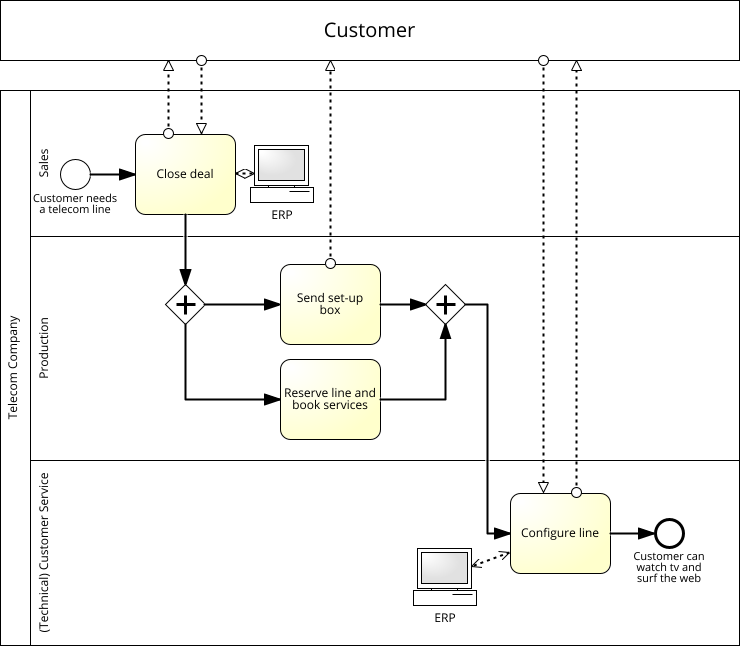 Customer
Telecom Company
Sales
Customer needs
a telecom line
Close deal
ERP
Production
Send set-up
box
Reserve line and
book services
(Technical) Customer Service
Configure line
ERP
Customer can
watch tv and
surf the web